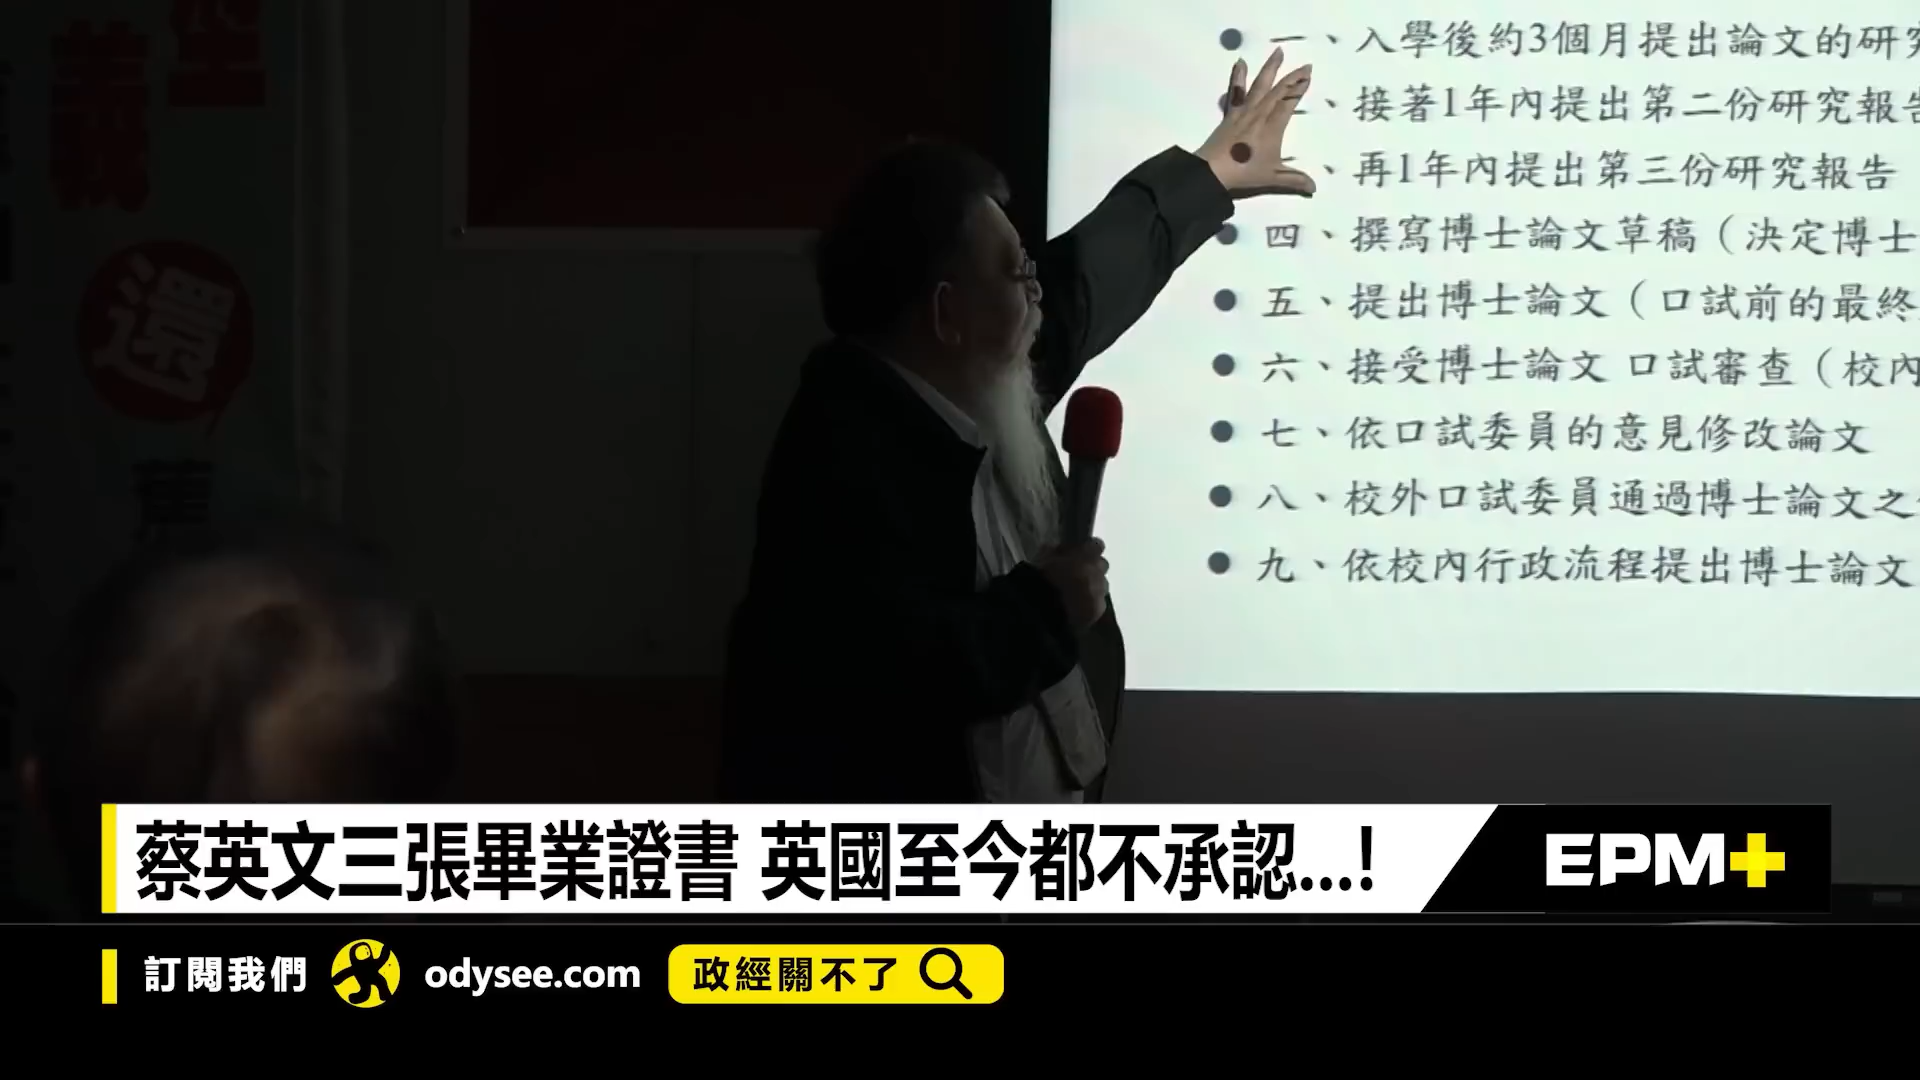 一、入學後約3個月提出論文的研究
、接著1年內提出第二份研究報告
、再1年內提出第三份研究報告
四、撰寫博士論文草稿（決定博士
五、提出博士論文（口試前的最終
六、接受博士論文 口試審查（校內
七、依口試委員的意見修改論文
八、校外口試委員通過博士論文之
九、依校內行政流程提出博士論文
還
蔡英文三張畢業證書 英國至今都不承認...!
EPM+
訂閱我們 odysee.com 政經關不了